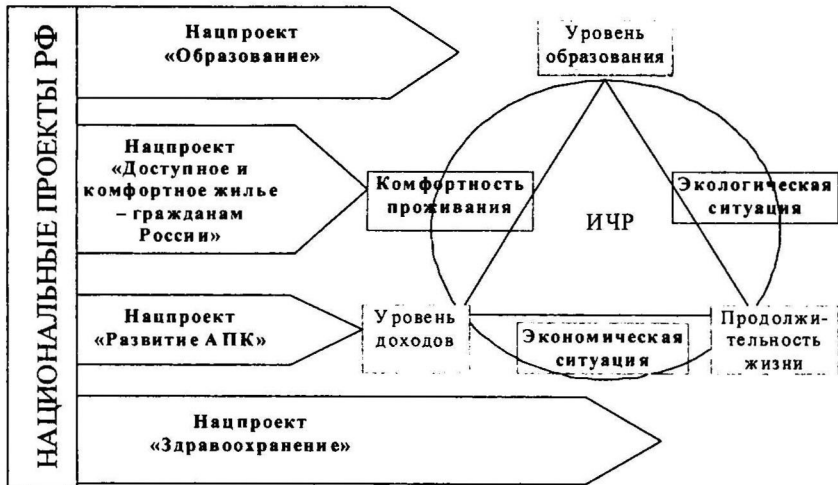 НАЦИОНАЛЬНЫЕ ПРОЕКТЫ РФ
Нацпроект
«Образование»
Нацпроект
«Доступное и
комфортное жилье
– гражданам
России»
Нацпроект
«Развитие АПК»
Нацпроект
«Здравоохранение»
Уровень
образования
Комфортность
проживания
Экологическая
ситуация
ИЧР
Уровень
доходов
Экономическая
ситуация
Продолжи-
тельность
жизни